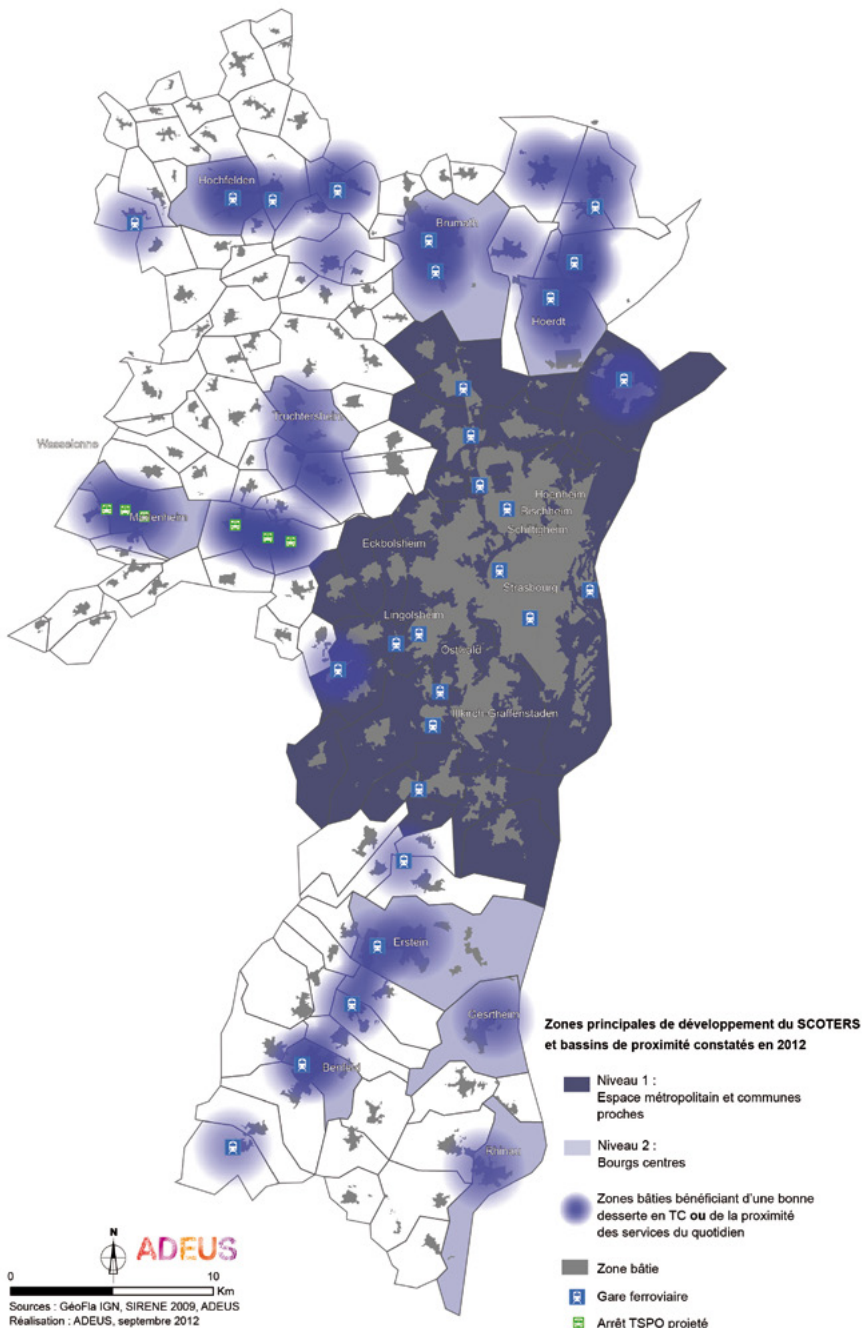 Hochfelden
Brumath
Hoerdt
Truchtersheim
Wasselonne
Marlenheim
Hoenheim
Bischheim
Schiltigheim
Eckbolsheim
Strasbourg
Lingolsheim
Ostwald
Illkirch-Graffenstaden
Erstein
Gesrtheim
Benfeld
Rhinau
Zones principales de développement du SCOTERS
et bassins de proximité constatés en 2012
Niveau 1 :
Espace métropolitain et communes
proches
Niveau 2 :
Bourgs centres
Zones bâties bénéficiant d'une bonne
desserte en TC ou de la proximité
des services du quotidien
Zone bâtie
Gare ferroviaire
Arrêt TSPO projeté
N
ADEUS
0 10
Km
Sources : GéoFla IGN, SIRENE 2009, ADEUS
Réalisation : ADEUS, septembre 2012